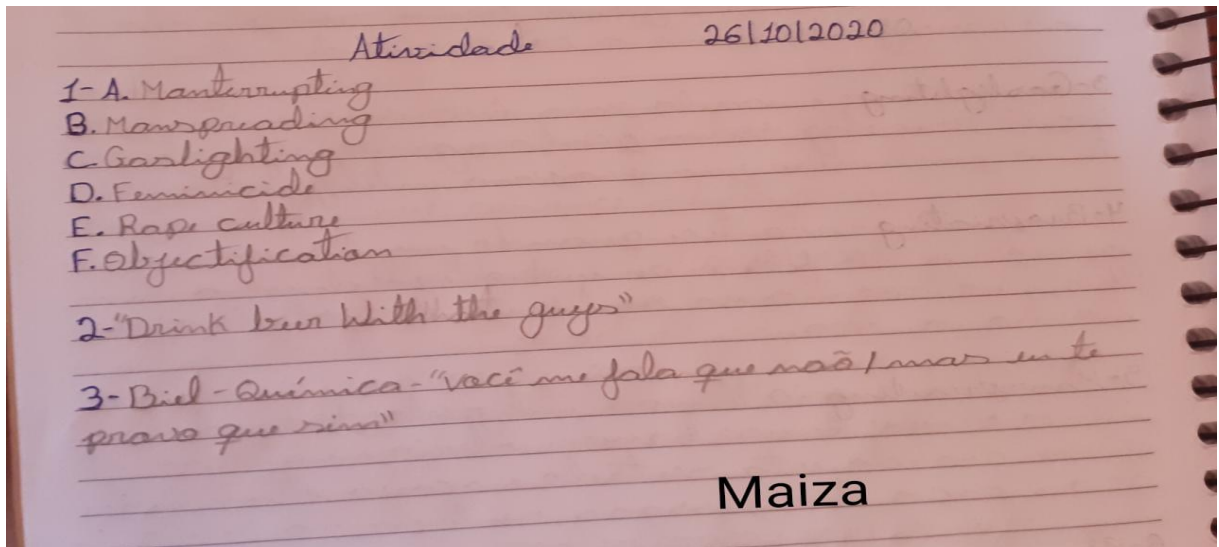 Atividade 26/10/2020
1-A. Manterrupting
B. Manspreading
C. Gaslighting
D. Feminicide
E. Rape culture
F. Objectification
2-"Drink beer With the guys"
3-Biel-Química-"Você me fala que naõ/mas eu te
provo que sim"
Maiza